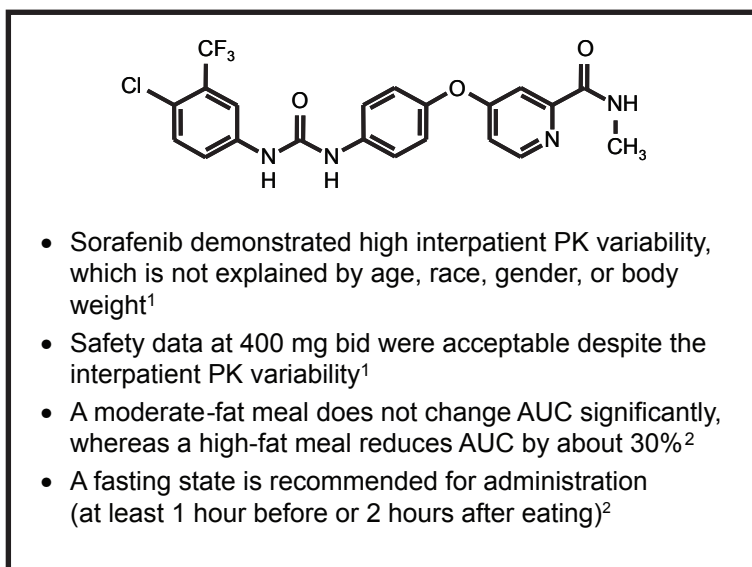 CF₃
Cl
O
O
O
N
NH
CH₃
N
N
H
H
• Sorafenib demonstrated high interpatient PK variability,
which is not explained by age, race, gender, or body
weight¹
• Safety data at 400 mg bid were acceptable despite the
interpatient PK variability¹
• A moderate-fat meal does not change AUC significantly,
whereas a high-fat meal reduces AUC by about 30%²
• A fasting state is recommended for administration
(at least 1 hour before or 2 hours after eating)²